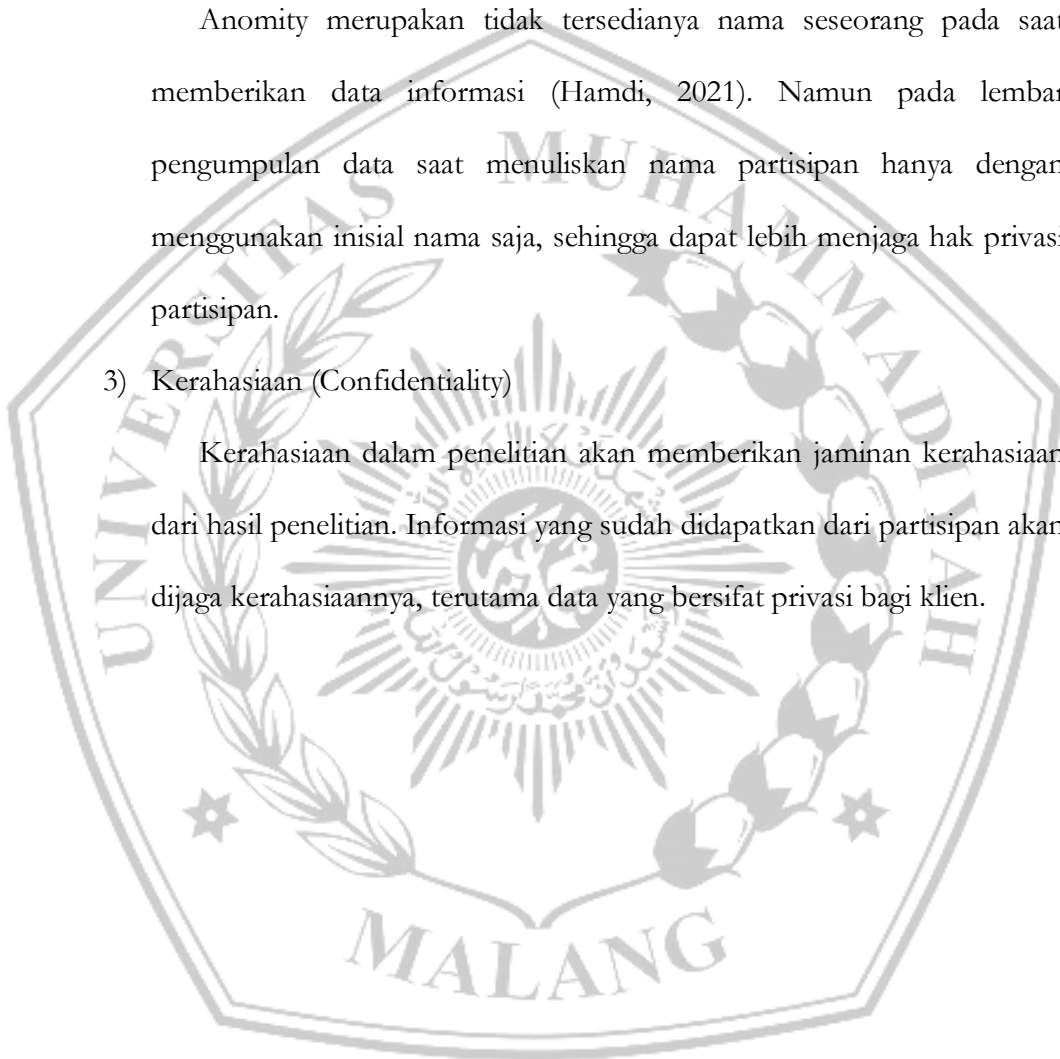 Anomity merupakan tidak tersedianya nama seseorang pada saat
memberikan data informasi (Hamdi, 2021). Namun pada lembar
pengumpulan data saat menuliskan nama partisipan hanya dengan
menggunakan inisial nama saja, sehingga dapat lebih menjaga hak privasi
partisipan.
3) Kerahasiaan (Confidentiality)
Kerahasiaan dalam penelitian akan memberikan jaminan kerahasiaan
dari hasil penelitian. Informasi yang sudah didapatkan dari partisipan akan
dijaga kerahasiaannya, terutama data yang bersifat privasi bagi klien.
UNIVERSITAS MUHAMMADIYAH
MALANG